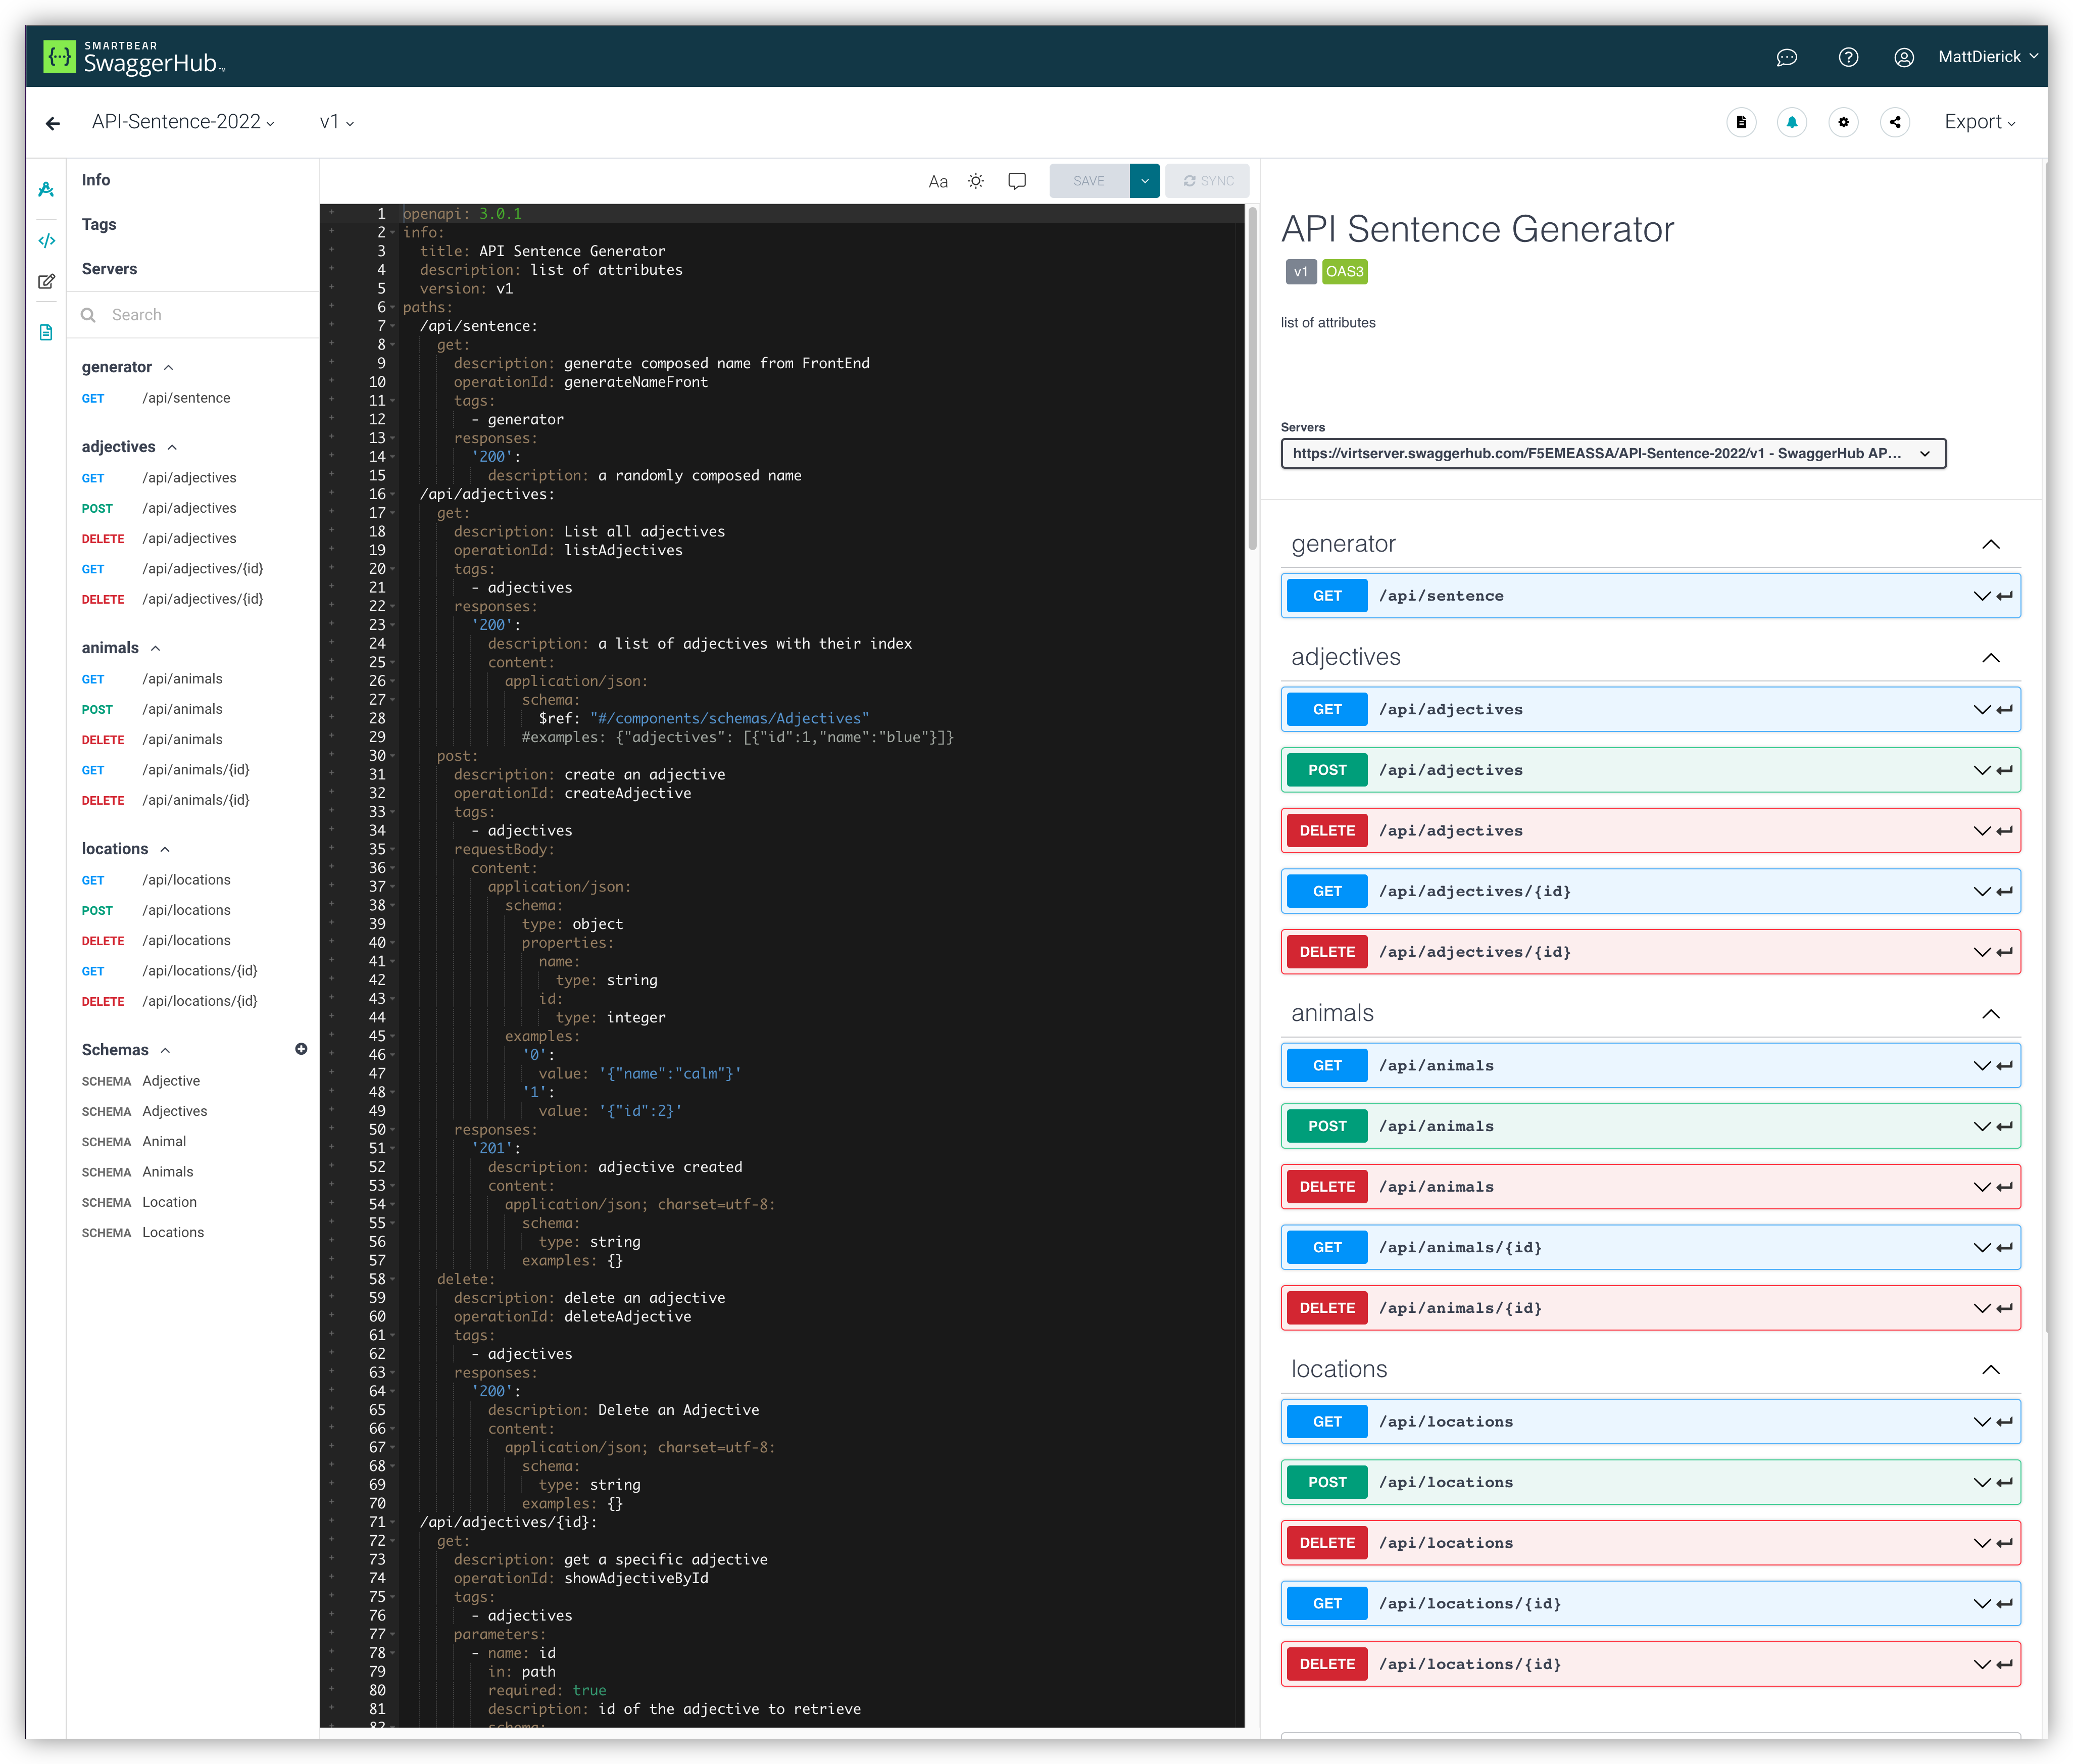 SMARTBEAR
SwaggerHub™
MattDierick
API-Sentence-2022
v1
Export
Info
Tags
Servers
Search
generator
GET /api/sentence
adjectives
GET /api/adjectives
POST /api/adjectives
DELETE /api/adjectives
GET /api/adjectives/{id}
DELETE /api/adjectives/{id}
animals
GET /api/animals
POST /api/animals
DELETE /api/animals
GET /api/animals/{id}
DELETE /api/animals/{id}
locations
GET /api/locations
POST /api/locations
DELETE /api/locations
GET /api/locations/{id}
DELETE /api/locations/{id}
Schemas
SCHEMA Adjective
SCHEMA Adjectives
SCHEMA Animal
SCHEMA Animals
SCHEMA Location
SCHEMA Locations
Aa
SAVE
SYNC
1 openapi: 3.0.1
2 info:
3 title: API Sentence Generator
4 description: list of attributes
5 version: v1
6 paths:
7 /api/sentence:
8 get:
9 description: generate composed name from FrontEnd
10 operationId: generateNameFront
11 tags:
12 - generator
13 responses:
14 '200':
15 description: a randomly composed name
16 /api/adjectives:
17 get:
18 description: List all adjectives
19 operationId: listAdjectives
20 tags:
21 - adjectives
22 responses:
23 '200':
24 description: a list of adjectives with their index
25 content:
26 application/json:
27 schema:
28 $ref: "#/components/schemas/Adjectives"
29 #examples: {"adjectives": [{"id":1,"name":"blue"}]}
30 post:
31 description: create an adjective
32 operationId: createAdjective
33 tags:
34 - adjectives
35 requestBody:
36 content:
37 application/json:
38 schema:
39 type: object
40 properties:
41 name:
42 type: string
43 id:
44 type: integer
45 examples:
46 '0':
47 value: '{"name":"calm"}'
48 '1':
49 value: '{"id":2}'
50 responses:
51 '201':
52 description: adjective created
53 content:
54 application/json; charset=utf-8:
55 schema:
56 type: string
57 examples: {}
58 delete:
59 description: delete an adjective
60 operationId: deleteAdjective
61 tags:
62 - adjectives
63 responses:
64 '200':
65 description: Delete an Adjective
66 content:
67 application/json; charset=utf-8:
68 schema:
69 type: string
70 examples: {}
71 /api/adjectives/{id}:
72 get:
73 description: get a specific adjective
74 operationId: showAdjectiveById
75 tags:
76 - adjectives
77 parameters:
78 - name: id
79 in: path
80 required: true
81 description: id of the adjective to retrieve
82 schema:
API Sentence Generator
v1 OAS3
list of attributes
Servers
https://virtserver.swaggerhub.com/F5EMEASSA/API-Sentence-2022/v1 - SwaggerHub AP...
generator
GET /api/sentence
adjectives
GET /api/adjectives
POST /api/adjectives
DELETE /api/adjectives
GET /api/adjectives/{id}
DELETE /api/adjectives/{id}
animals
GET /api/animals
POST /api/animals
DELETE /api/animals
GET /api/animals/{id}
DELETE /api/animals/{id}
locations
GET /api/locations
POST /api/locations
DELETE /api/locations
GET /api/locations/{id}
DELETE /api/locations/{id}